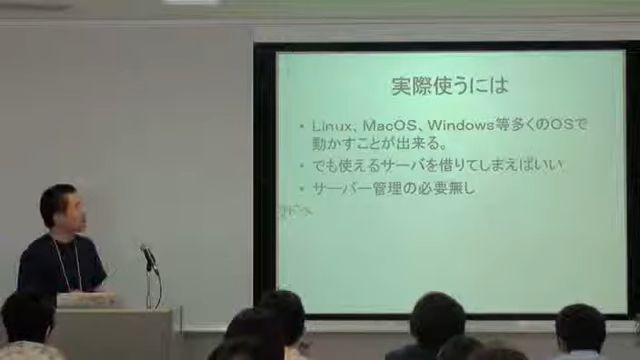 実際使うには
• Linux、MacOS、Windows等多くのOSで
動かすことが出来る。
• でも使えるサーバを借りてしまえばいい
• サーバー管理の必要無し